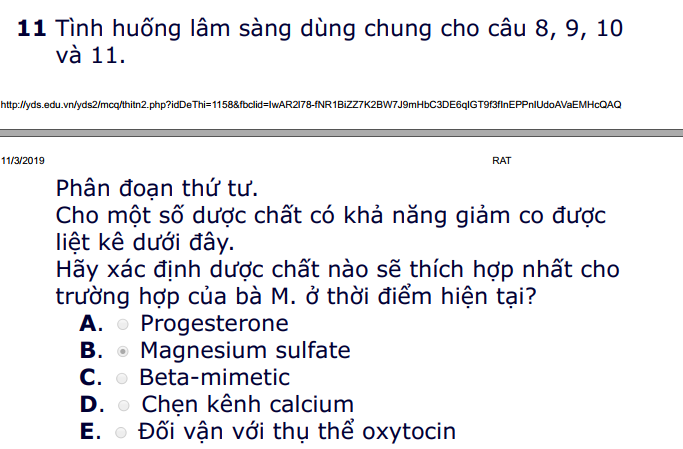 11 Tình huống lâm sàng dùng chung cho câu 8, 9, 10
và 11.
http://yds.edu.vn/yds2/mcq/thitn2.php?idDeThi=1158&fbclid=IwAR2I78-fNR1BiZZ7K2BW7J9mHbC3DE6qIGT9f3fInEPPnIUdoAVaEMHcQAQ
11/3/2019 RAT
Phân đoạn thứ tư.
Cho một số dược chất có khả năng giảm co được
liệt kê dưới đây.
Hãy xác định dược chất nào sẽ thích hợp nhất cho
trường hợp của bà M. ở thời điểm hiện tại?
A. Progesterone
B. Magnesium sulfate
C. Beta-mimetic
D. Chẹn kênh calcium
E. Đối vận với thụ thể oxytocin